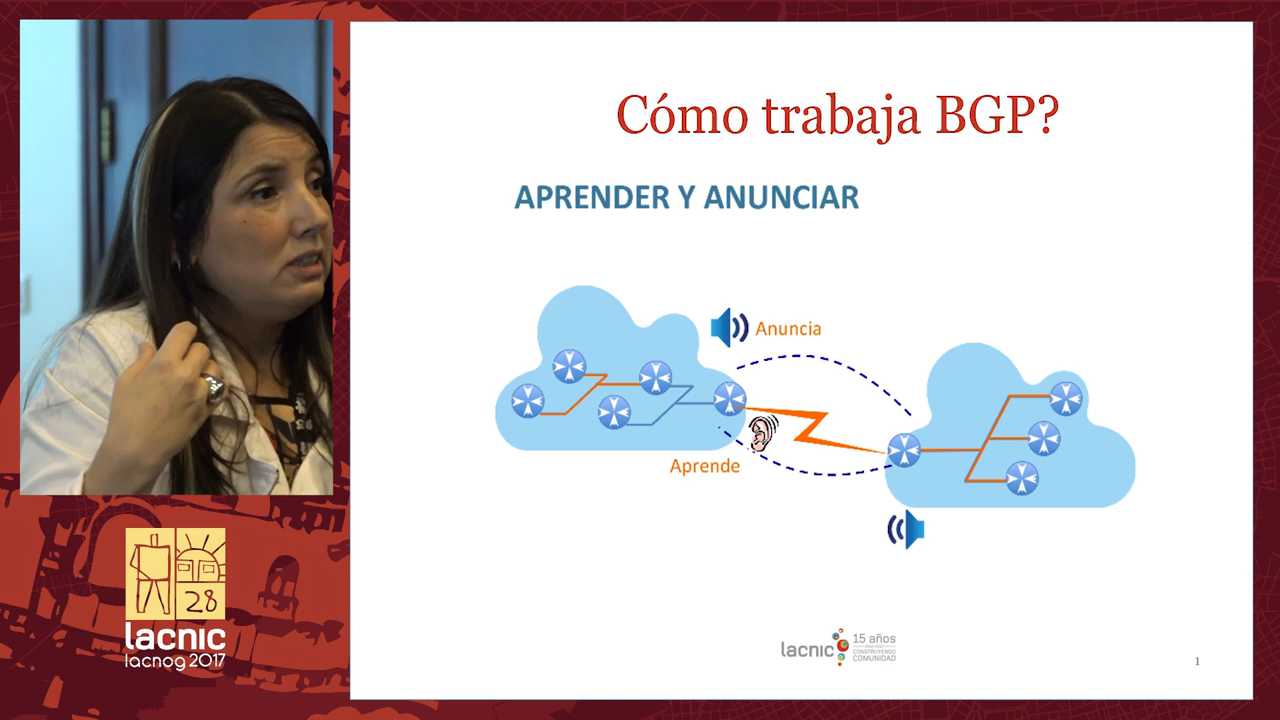 Cómo trabaja BGP?
APRENDER Y ANUNCIAR
Anuncia
Aprende
28
lacnic
lacnog 2017
lacnic
15 años
CONSTRUYENDO
COMUNIDAD
1